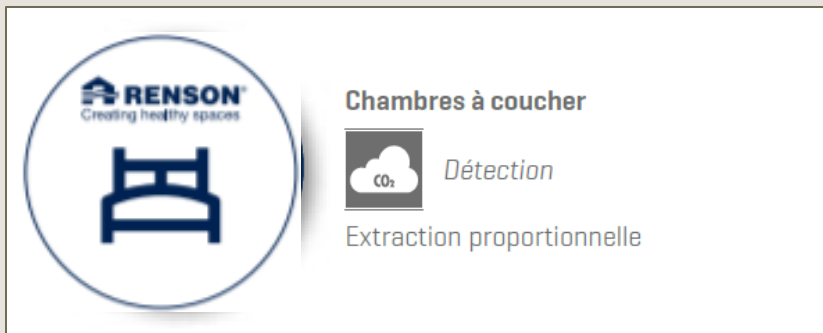 RENSON®
Creating healthy spaces
Chambres à coucher
CO₂
Détection
Extraction proportionnelle